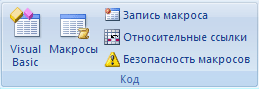 Visual
Basic
Макросы
Запись макроса
Относительные ссылки
Безопасность макросов
Код